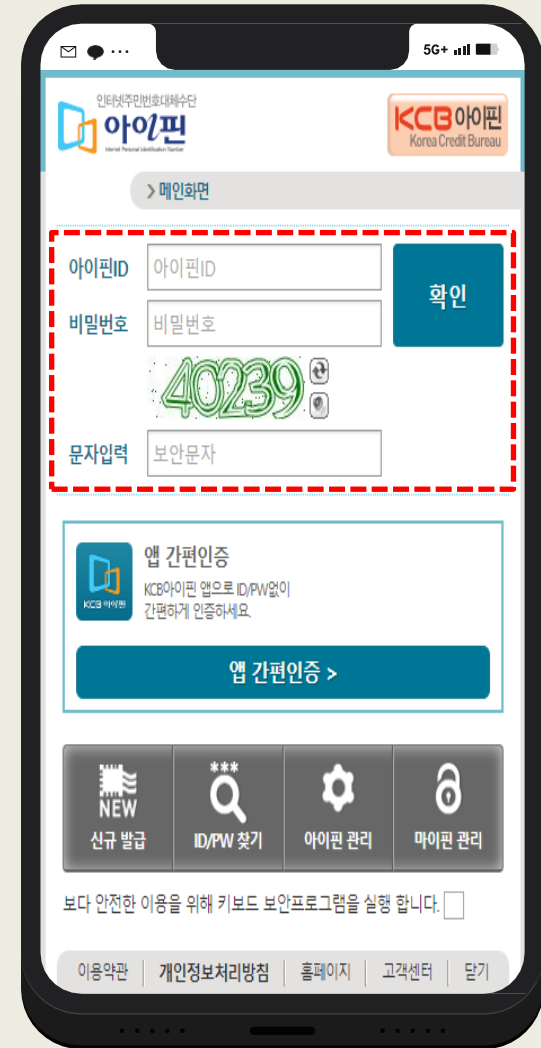 5G+
인터넷주민번호대체수단
아이핀
Internet Personal Identification Number
KCB 아이핀
Korea Credit Bureau
> 메인화면
아이핀ID 아이핀ID
확인
비밀번호 비밀번호
40239
문자입력 보안문자
앱 간편인증
KCB아이핀 앱으로 ID/PW없이
간편하게 인증하세요.
KCB 아이핀
앱 간편인증 >
NEW
신규 발급
***
ID/PW 찾기
아이핀 관리
마이핀 관리
보다 안전한 이용을 위해 키보드 보안프로그램을 실행 합니다.
이용약관 | 개인정보처리방침 | 홈페이지 | 고객센터 | 닫기